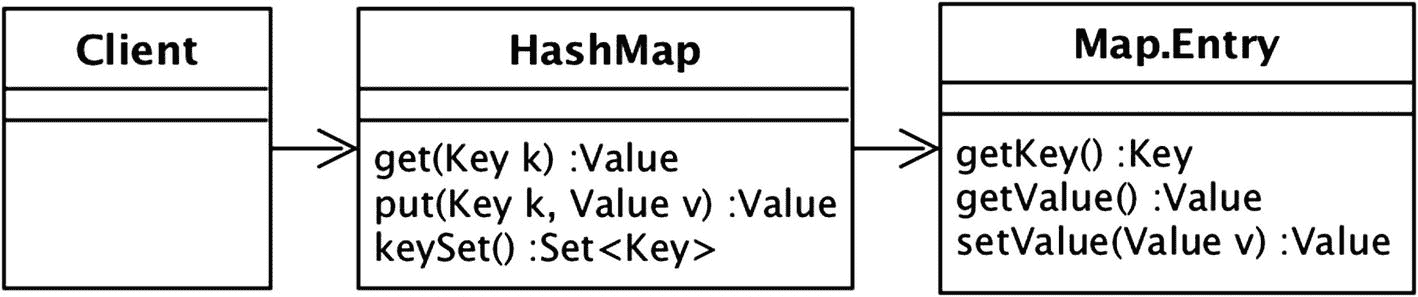 Client
HashMap
get(Key k) :Value
put(Key k, Value v) :Value
keySet() :Set<Key>
Map.Entry
getKey() :Key
getValue() :Value
setValue(Value v) :Value